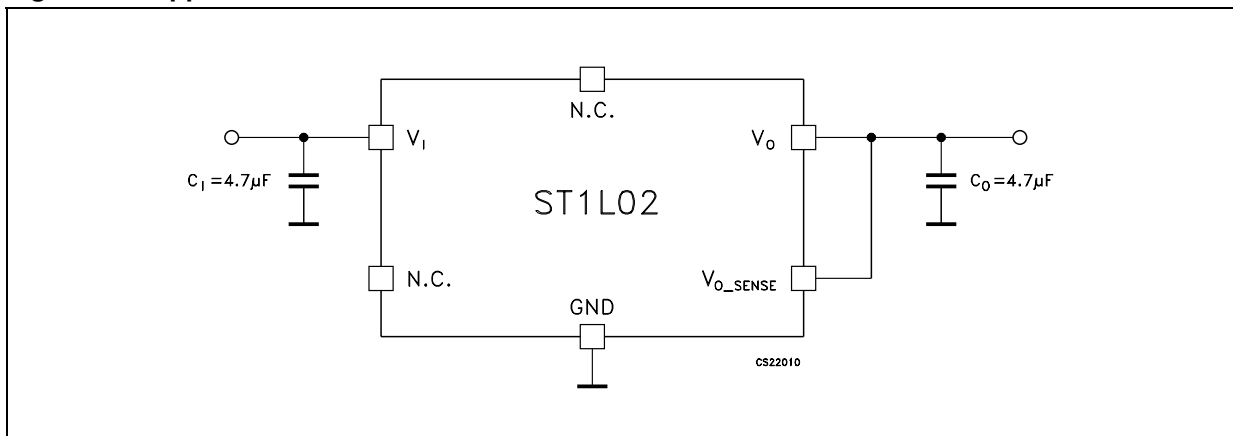 N.C.
V_I
V_O
C_I=4.7µF
C_O=4.7µF
ST1L02
N.C.
V_O_SENSE
GND
CS22010